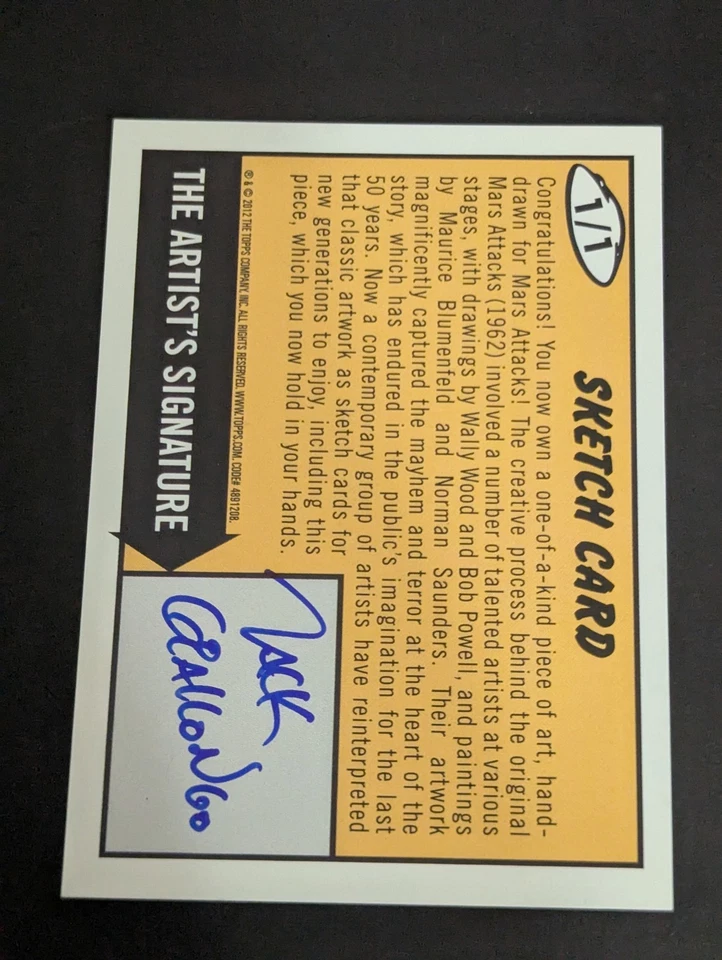 1/1
SKETCH CARD
Congratulations! You now own a one-of-a-kind piece of art, hand-
drawn for Mars Attacks! The creative process behind the original
Mars Attacks (1962) involved a number of talented artists at various
stages, with drawings by Wally Wood and Bob Powell, and paintings
by Maurice Blumenfeld and Norman Saunders. Their artwork
magnificently captured the mayhem and terror at the heart of the
story, which has endured in the public's imagination for the last
50 years. Now a contemporary group of artists have reinterpreted
that classic artwork as sketch cards for
new generations to enjoy, including this
piece, which you now hold in your hands.
® & © 2012 THE TOPPS COMPANY, INC. ALL RIGHTS RESERVED. WWW.TOPPS.COM. CODE# 4891208.
THE ARTIST'S SIGNATURE